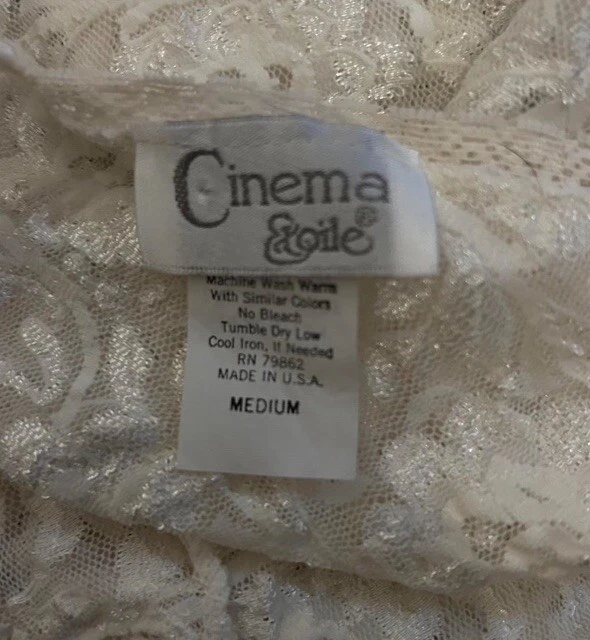 Cinema
Etoile®
Machine Wash Warm
With Similar Colors
No Bleach
Tumble Dry Low
Cool Iron, If Needed
RN 79862
MADE IN U.S.A.
MEDIUM